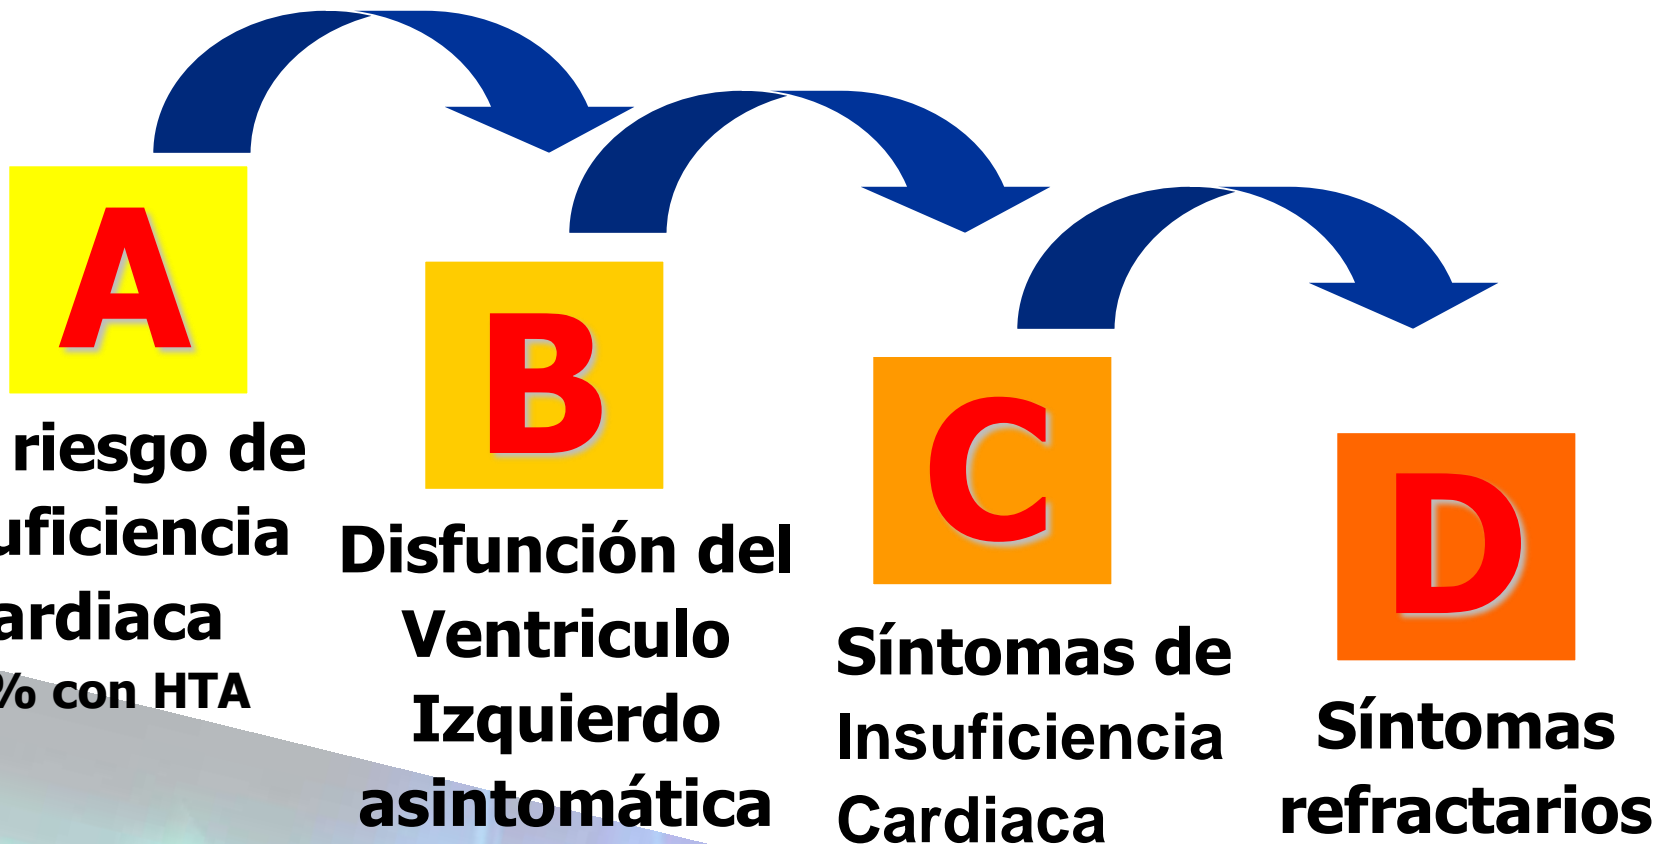 A
riesgo de
uficiencia
ardiaca
% con HTA
B
Disfunción del
Ventriculo
Izquierdo
asintomática
C
Síntomas de
Insuficiencia
Cardiaca
D
Síntomas
refractarios